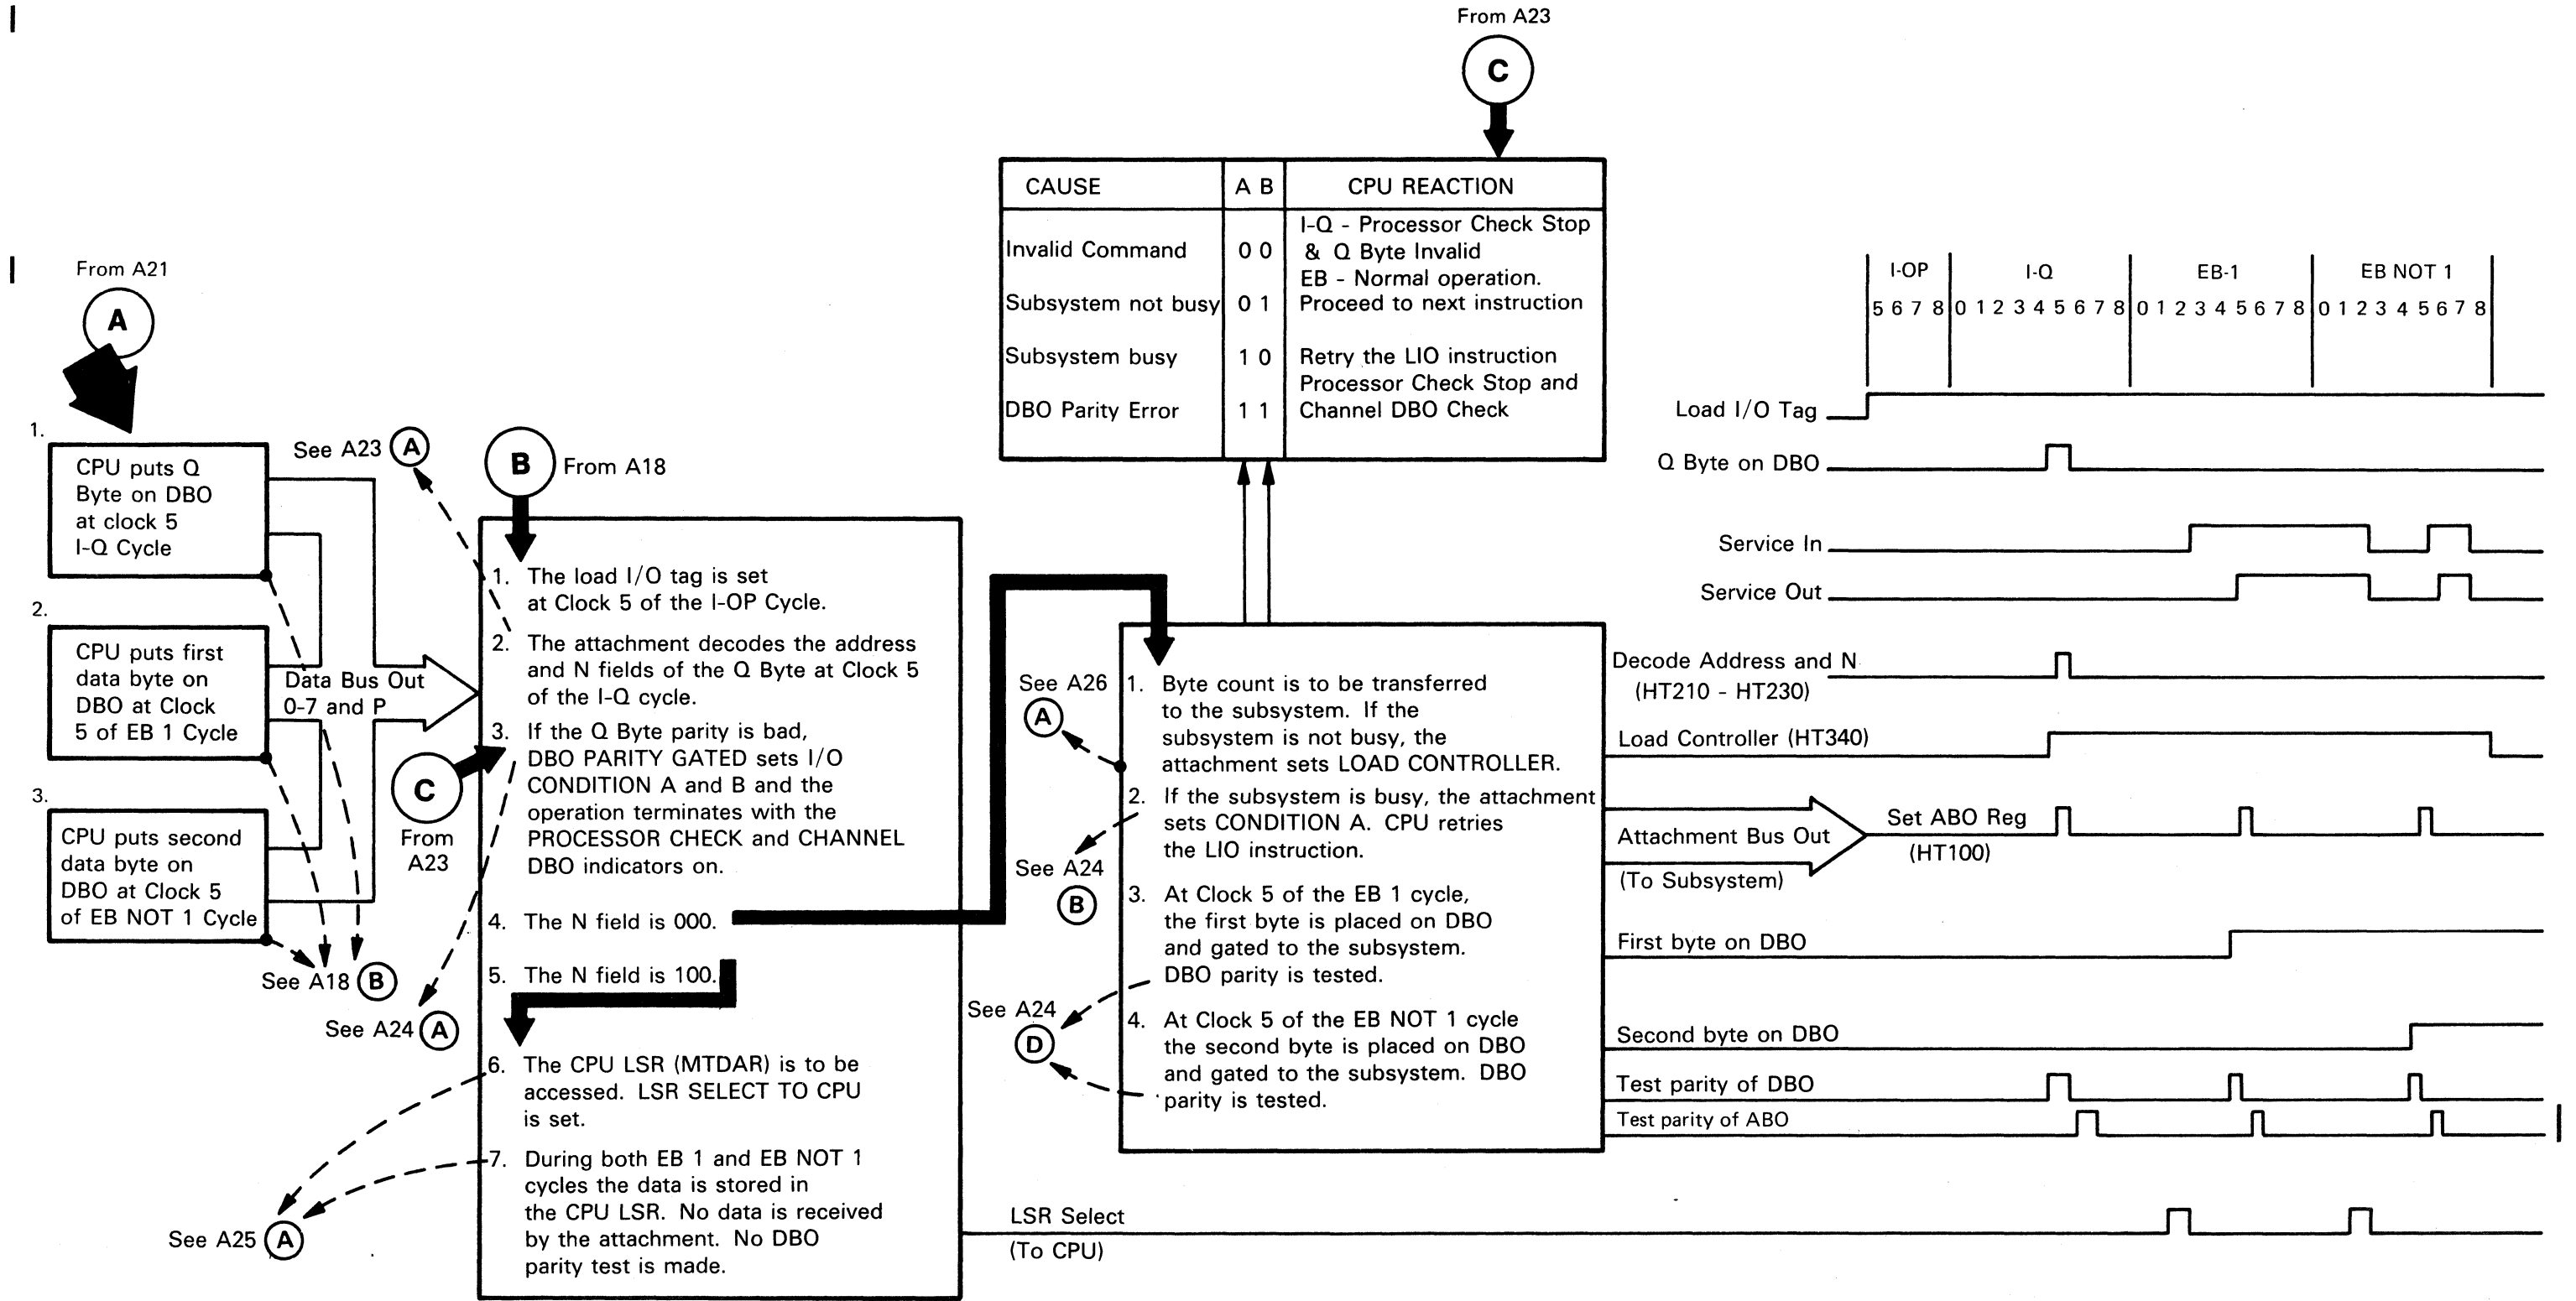 From A23
C
CAUSE A B CPU REACTION
Invalid Command 0 0 I-Q - Processor Check Stop
& Q Byte Invalid
EB - Normal operation.
Subsystem not busy 0 1 Proceed to next instruction
Subsystem busy 1 0 Retry the LIO instruction
DBO Parity Error 1 1 Processor Check Stop and
Channel DBO Check
From A21
A
1.
CPU puts Q
Byte on DBO
at clock 5
I-Q Cycle
2.
CPU puts first
data byte on
DBO at Clock
5 of EB 1 Cycle
3.
CPU puts second
data byte on
DBO at Clock 5
of EB NOT 1 Cycle
Data Bus Out
0-7 and P
See A23 A
See A18 B
See A24 A
See A25 A
B From A18
C
From
A23
1. The load I/O tag is set
at Clock 5 of the I-OP Cycle.
2. The attachment decodes the address
and N fields of the Q Byte at Clock 5
of the I-Q cycle.
3. If the Q Byte parity is bad,
DBO PARITY GATED sets I/O
CONDITION A and B and the
operation terminates with the
PROCESSOR CHECK and CHANNEL
DBO indicators on.
4. The N field is 000.
5. The N field is 100.
6. The CPU LSR (MTDAR) is to be
accessed. LSR SELECT TO CPU
is set.
7. During both EB 1 and EB NOT 1
cycles the data is stored in
the CPU LSR. No data is received
by the attachment. No DBO
parity test is made.
See A26
A
See A24
B
See A24
D
1. Byte count is to be transferred
to the subsystem. If the
subsystem is not busy, the
attachment sets LOAD CONTROLLER.
2. If the subsystem is busy, the attachment
sets CONDITION A. CPU retries
the LIO instruction.
3. At Clock 5 of the EB 1 cycle,
the first byte is placed on DBO
and gated to the subsystem.
DBO parity is tested.
4. At Clock 5 of the EB NOT 1 cycle
the second byte is placed on DBO
and gated to the subsystem. DBO
parity is tested.
I-OP I-Q EB-1 EB NOT 1
5 6 7 8 0 1 2 3 4 5 6 7 8 0 1 2 3 4 5 6 7 8 0 1 2 3 4 5 6 7 8
Load I/O Tag
Q Byte on DBO
Service In
Service Out
Decode Address and N
(HT210 - HT230)
Load Controller (HT340)
Attachment Bus Out
(To Subsystem)
Set ABO Reg
(HT100)
First byte on DBO
Second byte on DBO
Test parity of DBO
Test parity of ABO
LSR Select
(To CPU)